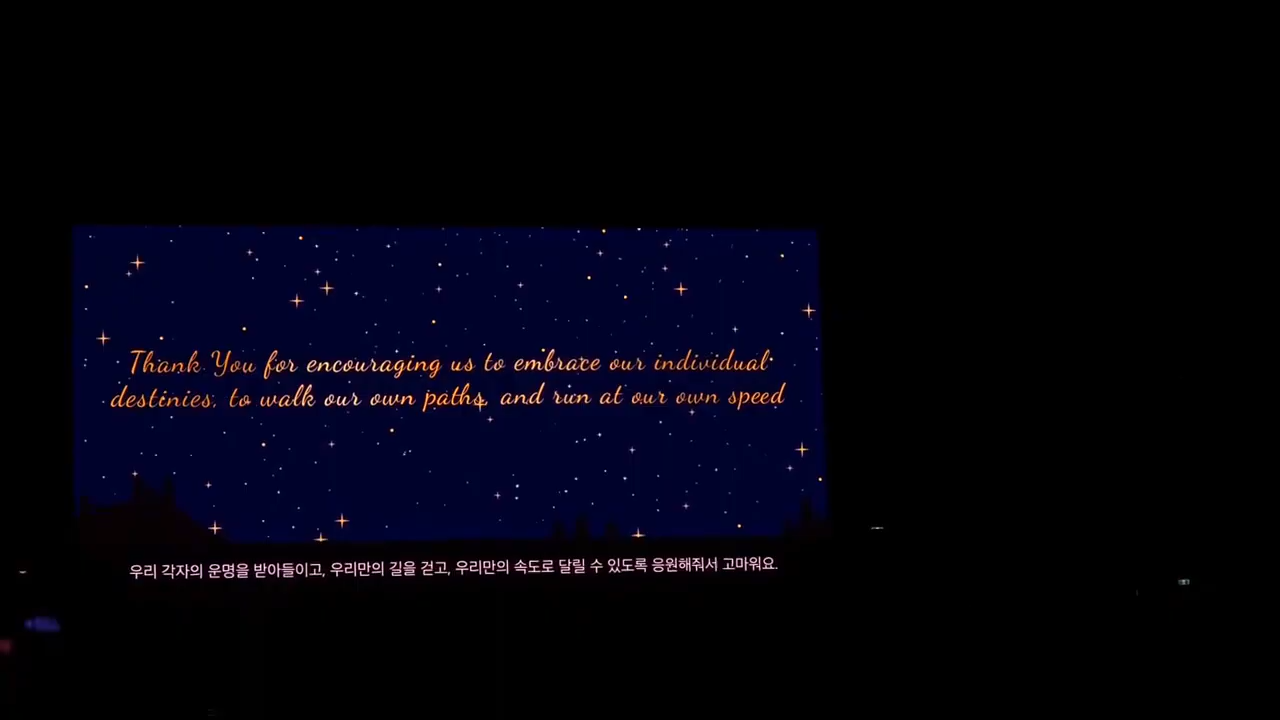 Thank You for encouraging us to embrace our individual
destinies, to walk our own paths, and run at our own speed
우리 각자의 운명을 받아들이고, 우리만의 길을 걷고, 우리만의 속도로 달릴 수 있도록 응원해줘서 고마워요.